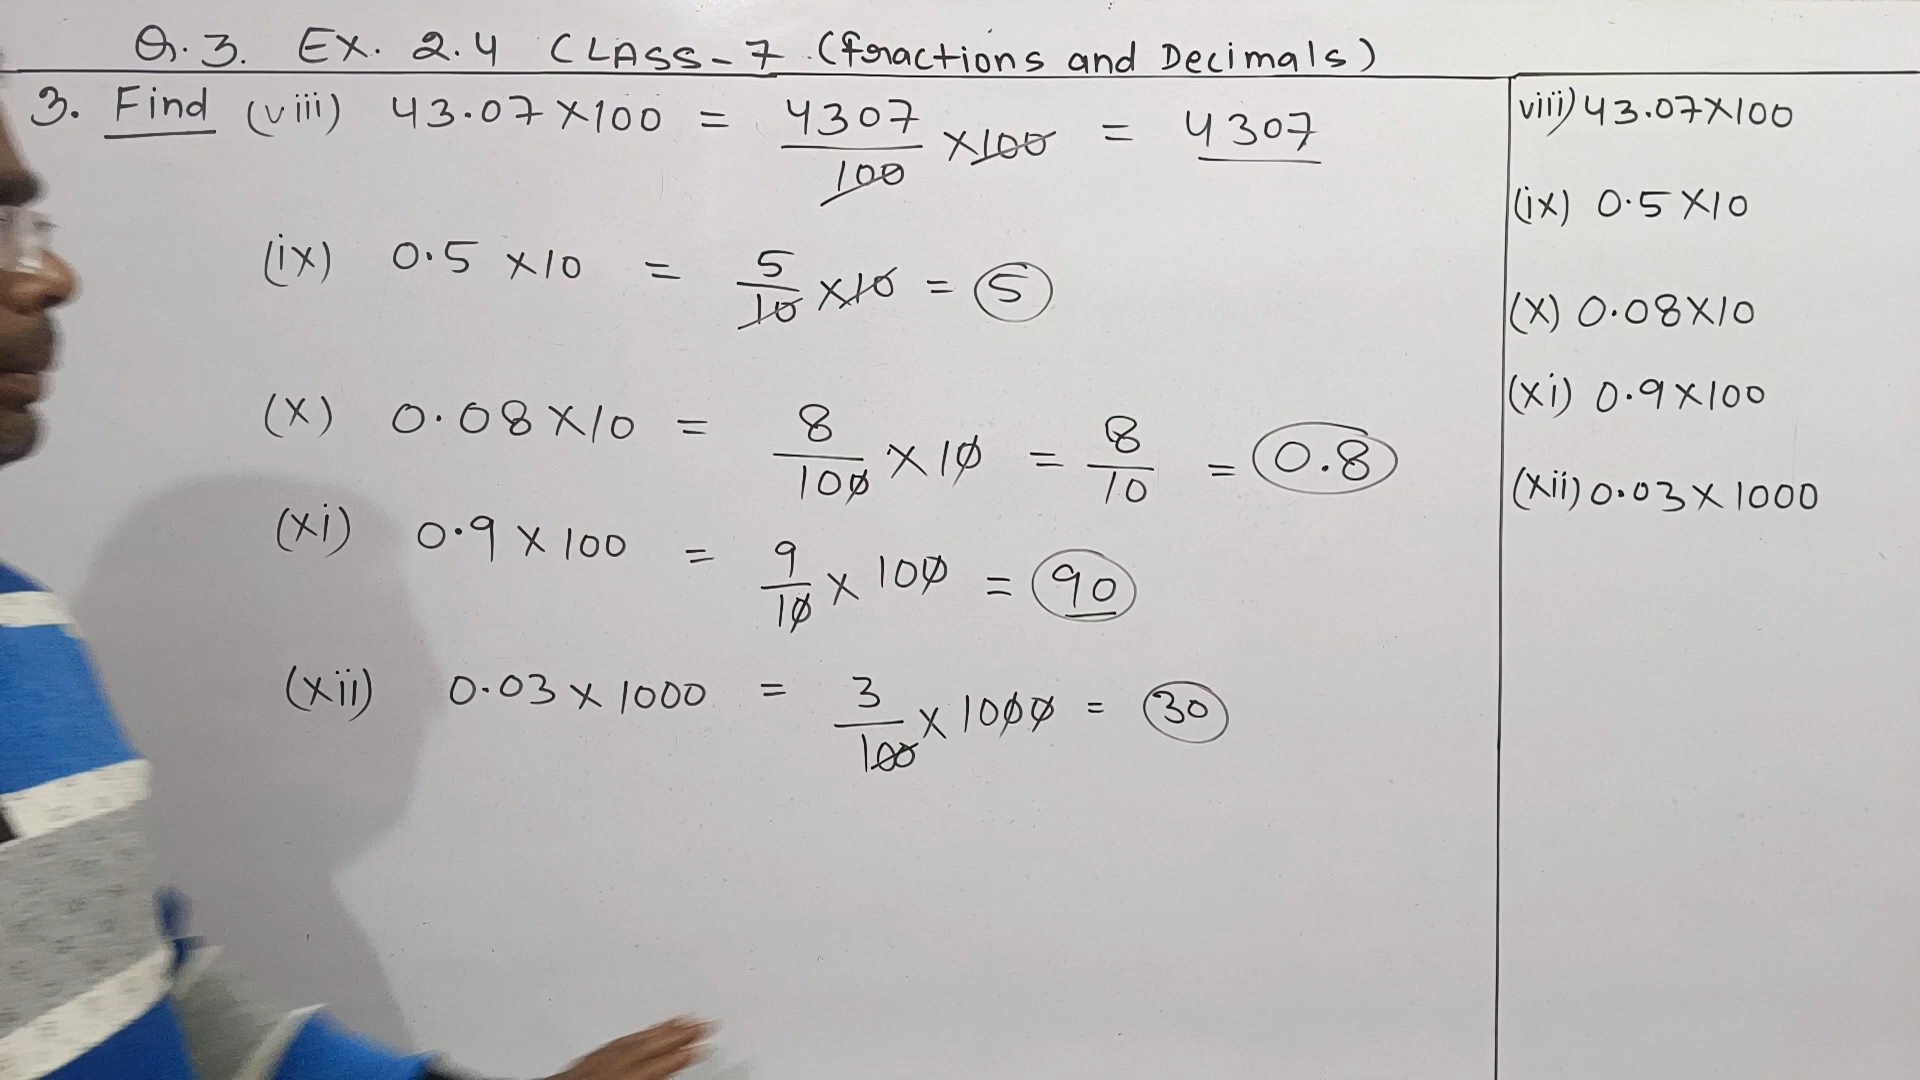 Q.3. EX. 2.4 CLASS-7 (Fractions and Decimals)
3. Find (viii) 43.07 × 100 = 4307/100 × 100 = 4307
(ix) 0.5 × 10 = 5/10 × 10 = 5
(x) 0.08 × 10 = 8/100 × 10 = 8/10 = 0.8
(xi) 0.9 × 100 = 9/10 × 100 = 90
(xii) 0.03 × 1000 = 3/100 × 1000 = 30
viii) 43.07×100
(ix) 0.5 ×10
(x) 0.08×10
(xi) 0.9×100
(xii) 0.03 × 1000